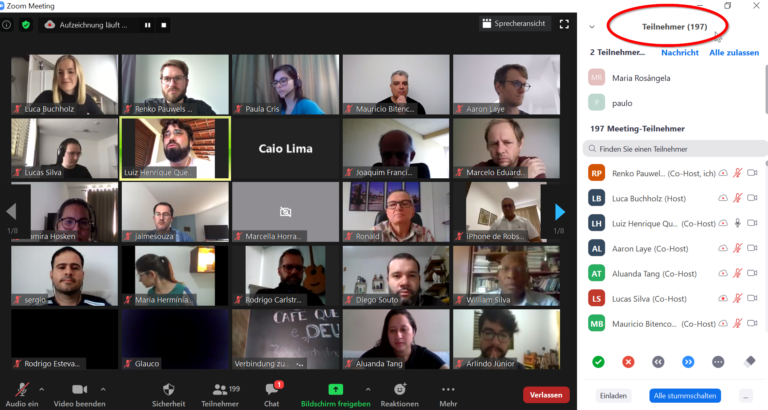 Zoom Meeting
Aufzeichnung läuft ...
Sprecheransicht
Luca Buchholz
Renko Pauwels ...
Paula Cris
Mauricio Bitenc...
Aaron Laye
Lucas Silva
Luiz Henrique Que...
Caio Lima
Joaquim Franci...
Marcelo Eduard...
amira Hosken
jaimesouza
Marcella Horra...
Ronald
iPhone de Robs...
1/8
1/8
sergio
Maria Hermínia...
Rodrigo Carlstr...
Diego Souto
William Silva
CAFÉ QUE
DEU
Rodrigo Esteva...
Glauco
Verbindung zu...
Aluanda Tang
Arlindo Júnior
Audio ein
Video beenden
Sicherheit
Teilnehmer
199
Chat
1
Bildschirm freigeben
Reaktionen
Mehr
Verlassen
Teilnehmer (197)
2 Teilnehmer...
Nachricht
Alle zulassen
MR
Maria Rosângela
P
paulo
197 Meeting-Teilnehmer
Finden Sie einen Teilnehmer
RP Renko Pauwel... (Co-Host, ich)
LB Luca Buchholz (Host)
LH Luiz Henrique Qu... (Co-Host)
AL Aaron Laye (Co-Host)
AT Aluanda Tang (Co-Host)
LS Lucas Silva (Co-Host)
MB Mauricio Bitenco... (Co-Host)
Einladen
Alle stummschalten
...